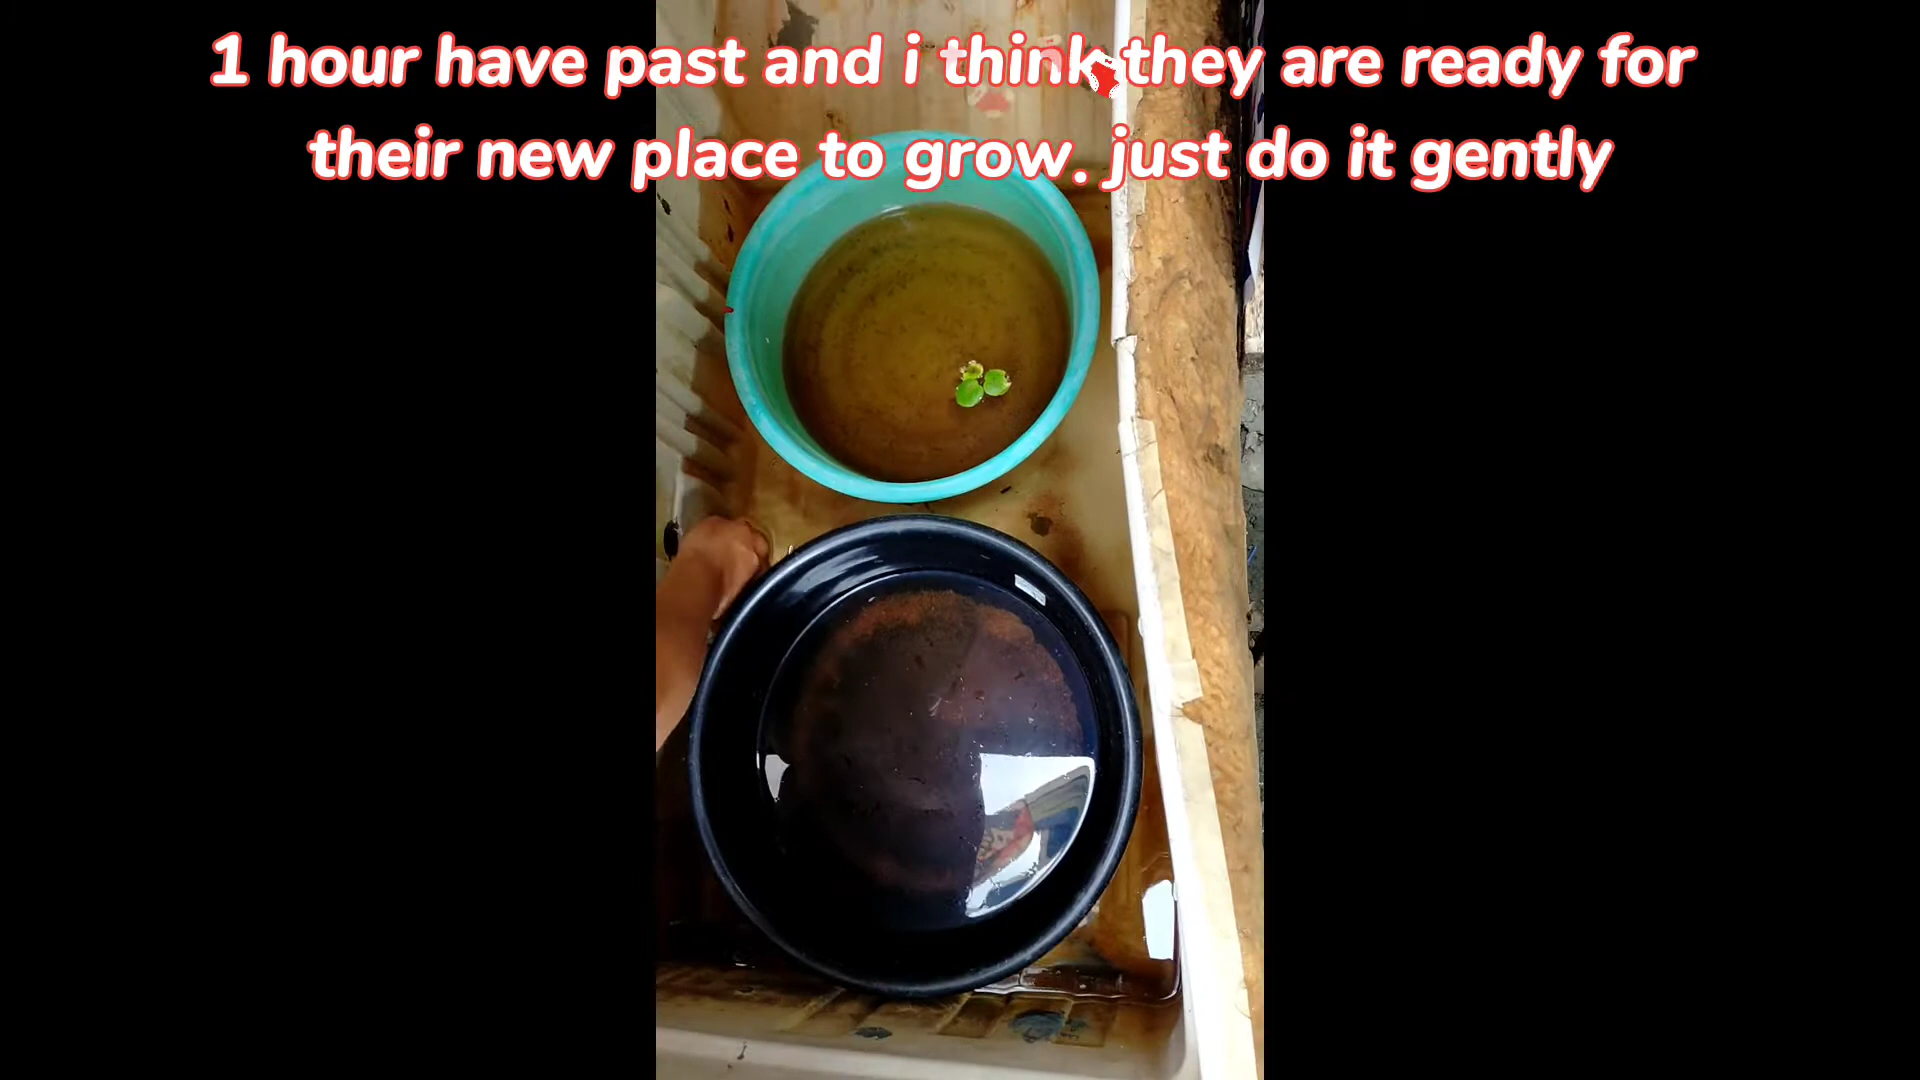 1 hour have past and i think they are ready for
their new place to grow. just do it gently